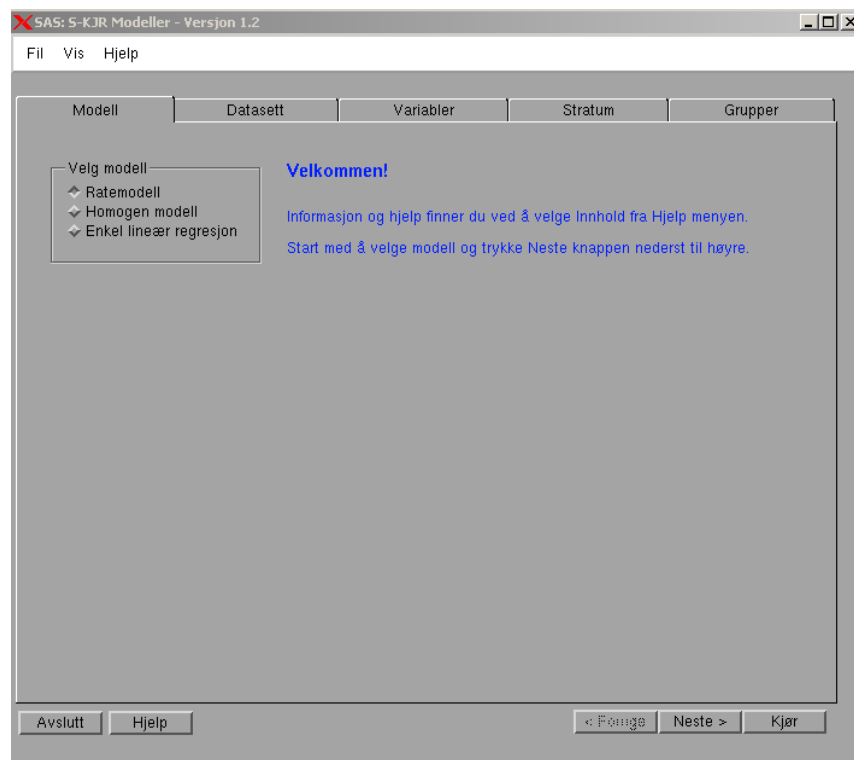 SAS: S-KJR Modeller - Versjon 1.2
Fil Vis Hjelp
Modell Datasett Variabler Stratum Grupper
Velg modell
Ratemodell
Homogen modell
Enkel lineær regresjon
Velkommen!
Informasjon og hjelp finner du ved å velge Innhold fra Hjelp menyen.
Start med å velge modell og trykke Neste knappen nederst til høyre.
Avslutt Hjelp < Forrige Neste > Kjør